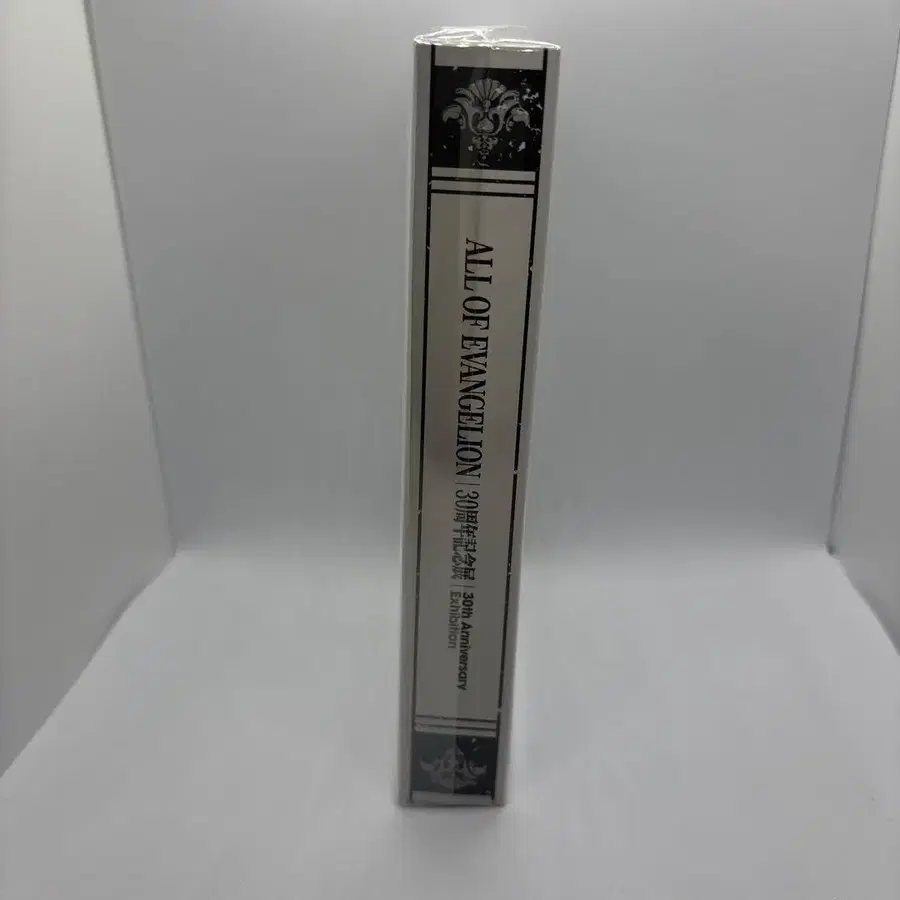 ALL OF EVANGELION | 30周年記念展 | 30th Anniversary
Exhibition